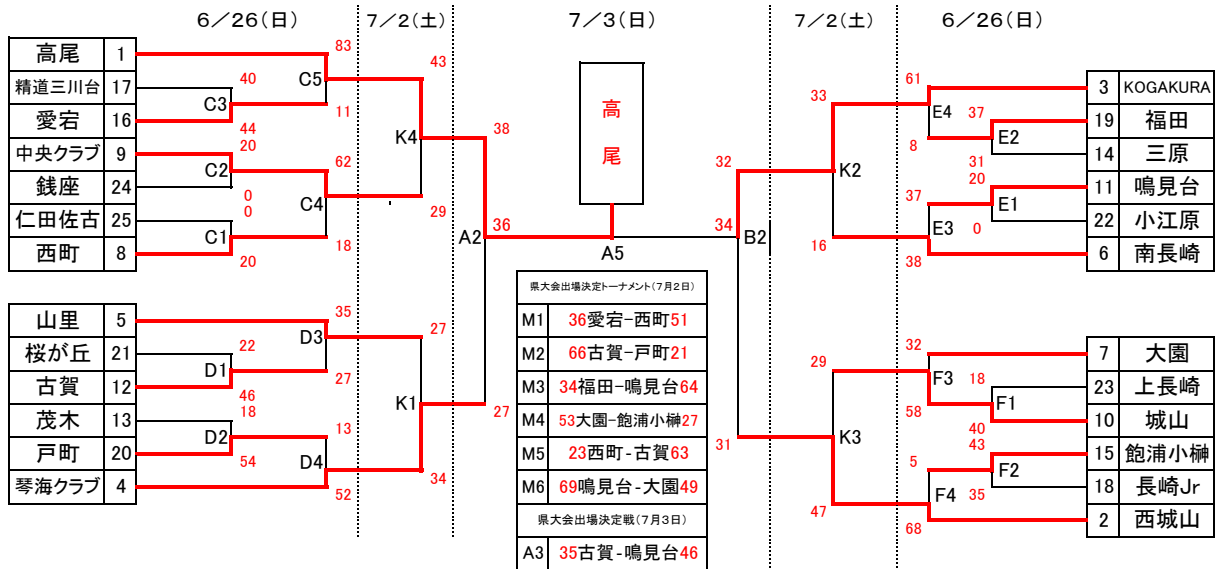 6／26(日) 7／2(土) 7／3(日) 7／2(土) 6／26(日)
高尾 1
精道三川台 17
愛宕 16
中央クラブ 9
銭座 24
仁田佐古 25
西町 8
山里 5
桜が丘 21
古賀 12
茂木 13
戸町 20
琴海クラブ 4
83
40
C5
C3
11
44
20
C2
62
0
0
C4
C1
18
20
35
22
D3
D1
27
46
18
D2
13
54
D4
52
43
K4
29
27
K1
34
38
A2
27
36
高
尾
A5
34
32
B2
31
33
K2
16
29
K3
47
61
E4
37
E2
8
31
20
37
E1
E3
0
38
32
F3
18
F1
58
40
43
5
F2
F4
35
68
3 KOGAKURA
19 福田
14 三原
11 鳴見台
22 小江原
6 南長崎
7 大園
23 上長崎
10 城山
15 飽浦小榊
18 長崎Jr
2 西城山
県大会出場決定トーナメント(7月2日)
M1 36愛宕−西町51
M2 66古賀−戸町21
M3 34福田−鳴見台64
M4 53大園−飽浦小榊27
M5 23西町-古賀63
M6 69鳴見台-大園49
県大会出場決定戦(7月3日)
A3 35古賀-鳴見台46